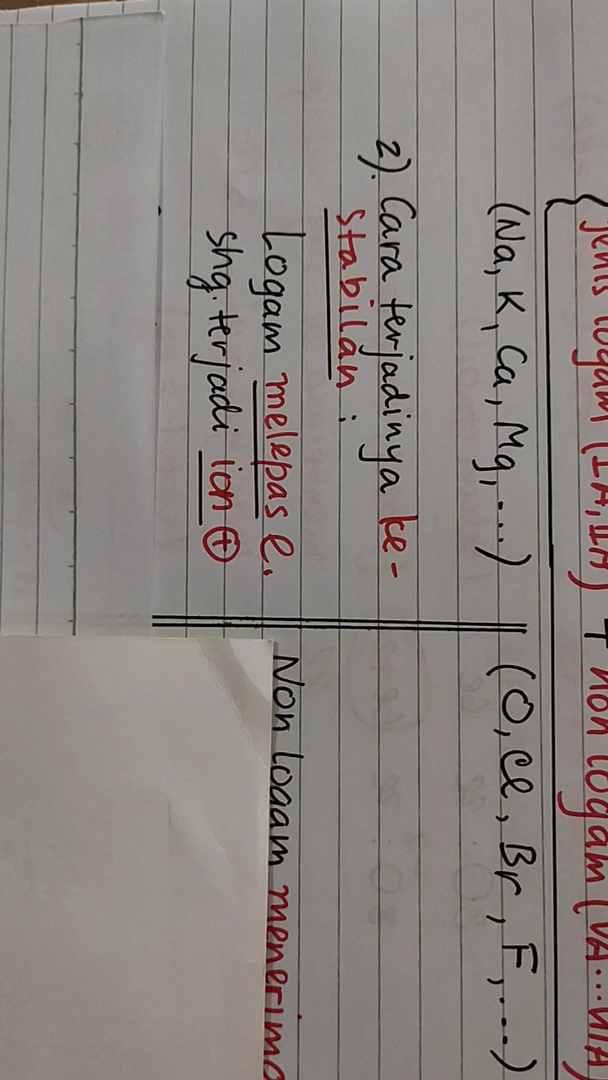 jenis logam (IA, IIA) + non logam (VA...VIIA)
(Na, K, Ca, Mg, ...) (O, Cl, Br, F, ....)
2). Cara terjadinya ke-
stabilan :
Logam melepas e.
shg. terjadi ion ⊕
Non Logam menerima